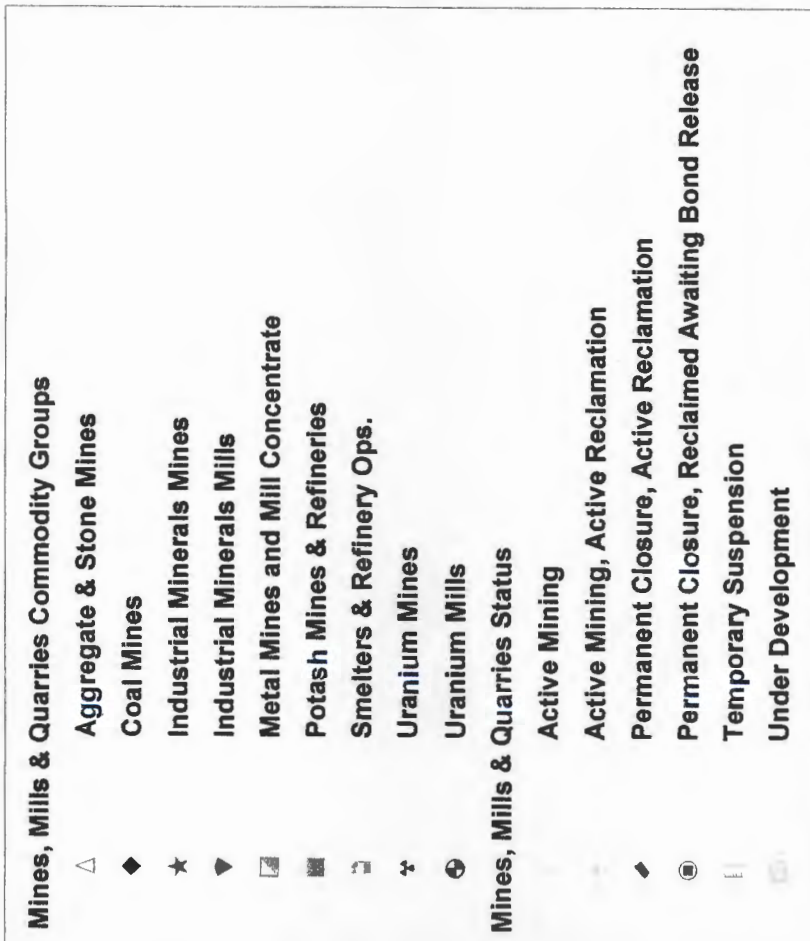 Mines, Mills & Quarries Commodity Groups
Aggregate & Stone Mines
Coal Mines
Industrial Minerals Mines
Industrial Minerals Mills
Metal Mines and Mill Concentrate
Potash Mines & Refineries
Smelters & Refinery Ops.
Uranium Mines
Uranium Mills
Mines, Mills & Quarries Status
Active Mining
Active Mining, Active Reclamation
Permanent Closure, Active Reclamation
Permanent Closure, Reclaimed Awaiting Bond Release
Temporary Suspension
Under Development